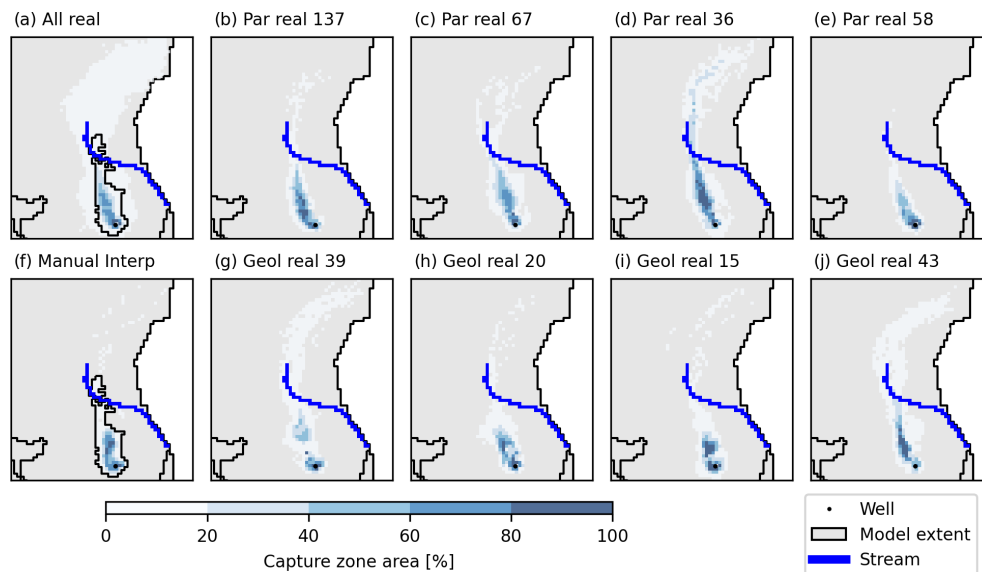 (a) All real
(b) Par real 137
(c) Par real 67
(d) Par real 36
(e) Par real 58
(f) Manual Interp
(g) Geol real 39
(h) Geol real 20
(i) Geol real 15
(j) Geol real 43
0 20 40 60 80 100
Capture zone area [%]
Well
Model extent
Stream